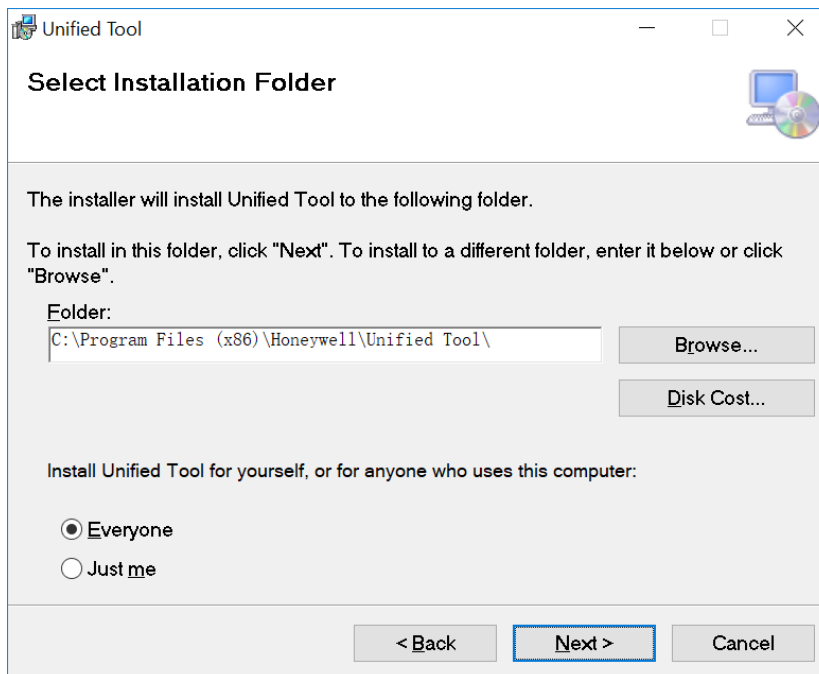 Unified Tool
Select Installation Folder
The installer will install Unified Tool to the following folder.
To install in this folder, click "Next". To install to a different folder, enter it below or click
"Browse".
Folder:
C:\Program Files (x86)\Honeywell\Unified Tool\
Browse...
Disk Cost...
Install Unified Tool for yourself, or for anyone who uses this computer:
Everyone
Just me
< Back
Next >
Cancel